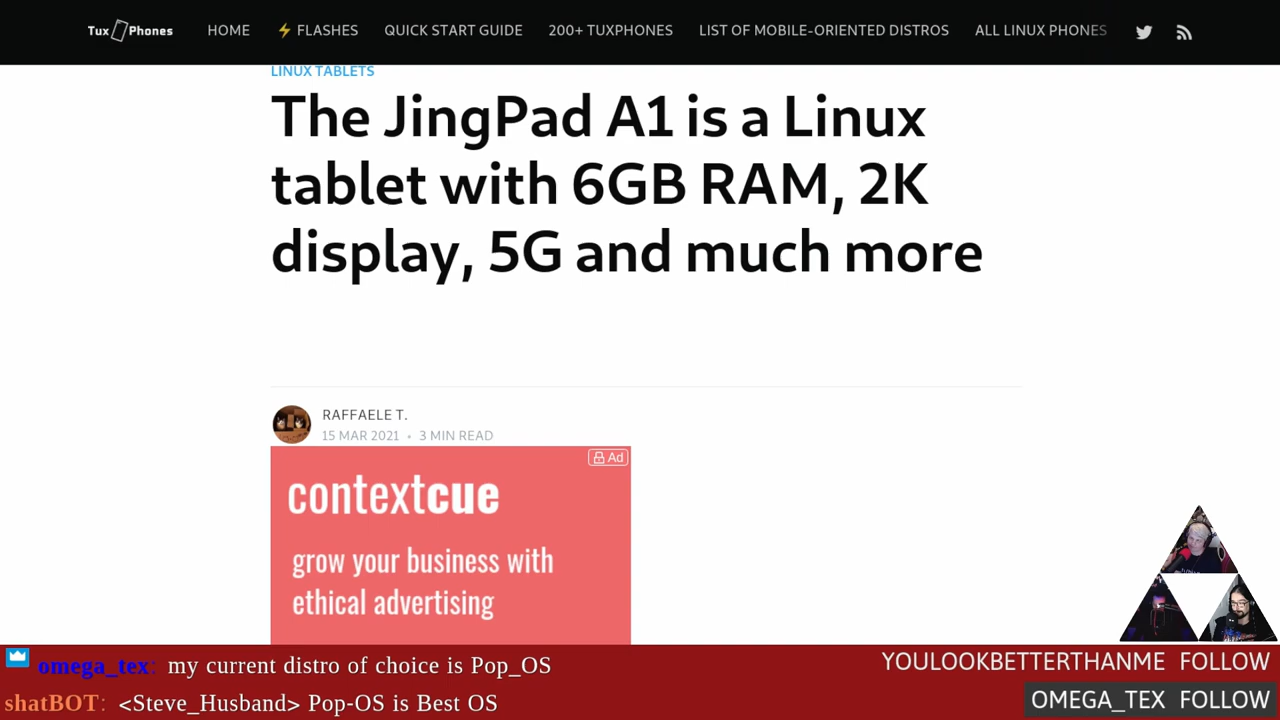 Tux Phones HOME ⚡ FLASHES QUICK START GUIDE 200+ TUXPHONES LIST OF MOBILE-ORIENTED DISTROS ALL LINUX PHONES
LINUX TABLETS
The JingPad A1 is a Linux
tablet with 6GB RAM, 2K
display, 5G and much more
RAFFAELE T.
15 MAR 2021 • 3 MIN READ
Ad
contextcue
grow your business with
ethical advertising
omega_tex: my current distro of choice is Pop_OS
shatBOT: <Steve_Husband> Pop-OS is Best OS
YOULOOKBETTERTHANME FOLLOW
OMEGA_TEX FOLLOW